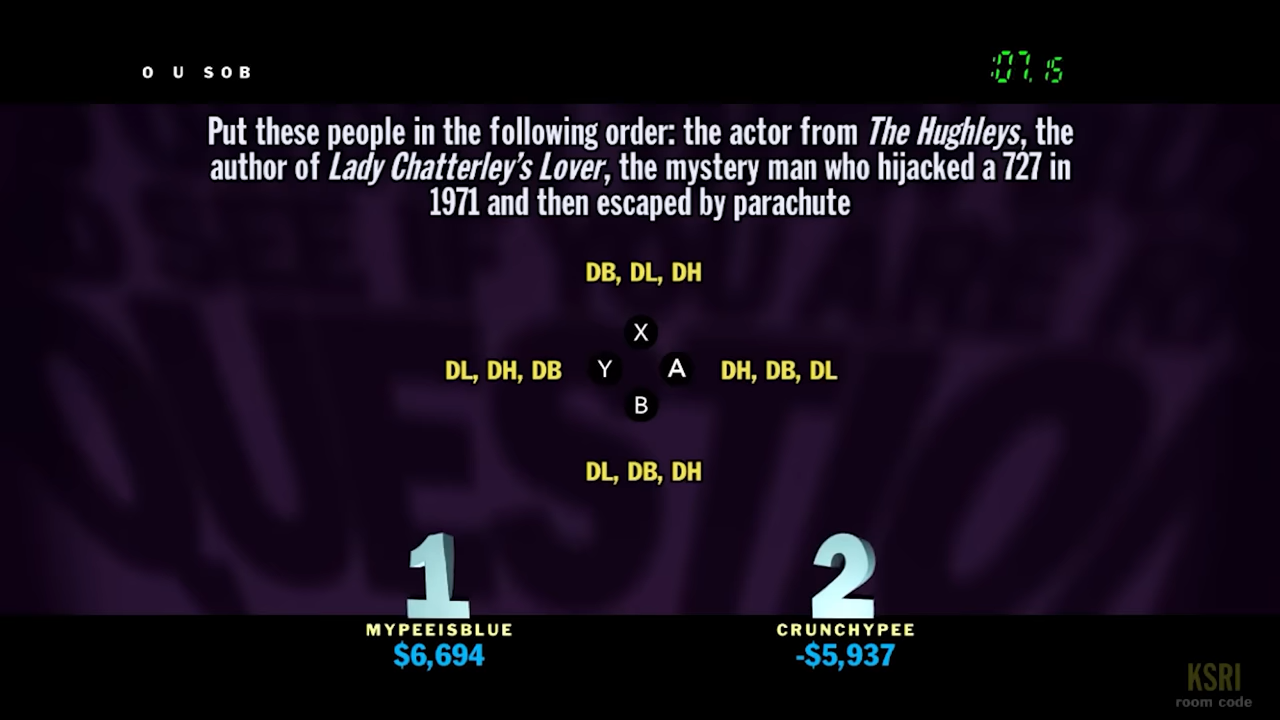 O U SOB
:07.15
Put these people in the following order: the actor from The Hughleys, the
author of Lady Chatterley's Lover, the mystery man who hijacked a 727 in
1971 and then escaped by parachute
DB, DL, DH
X
DL, DH, DB Y A DH, DB, DL
B
DL, DB, DH
1 2
MYPEEISBLUE CRUNCHYPEE
$6,694 -$5,937
KSRI
room code